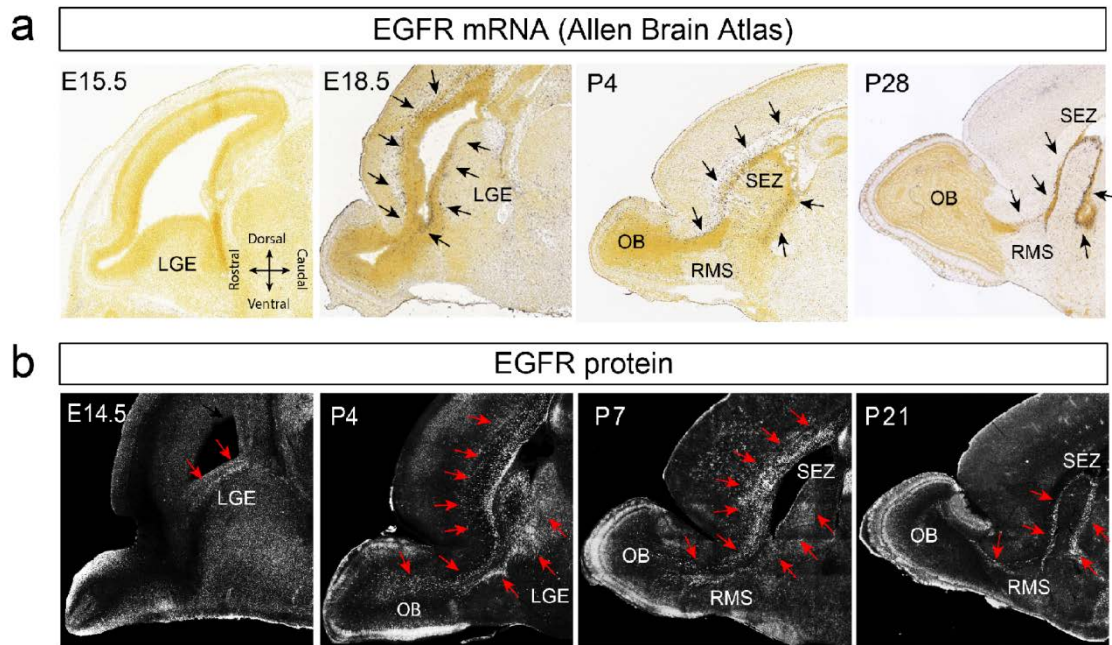 a
EGFR mRNA (Allen Brain Atlas)
E15.5
LGE
Dorsal
Rostral
Caudal
Ventral
E18.5
LGE
P4
SEZ
OB
RMS
P28
SEZ
OB
RMS
b
EGFR protein
E14.5
LGE
P4
OB
LGE
P7
SEZ
OB
RMS
P21
SEZ
OB
RMS